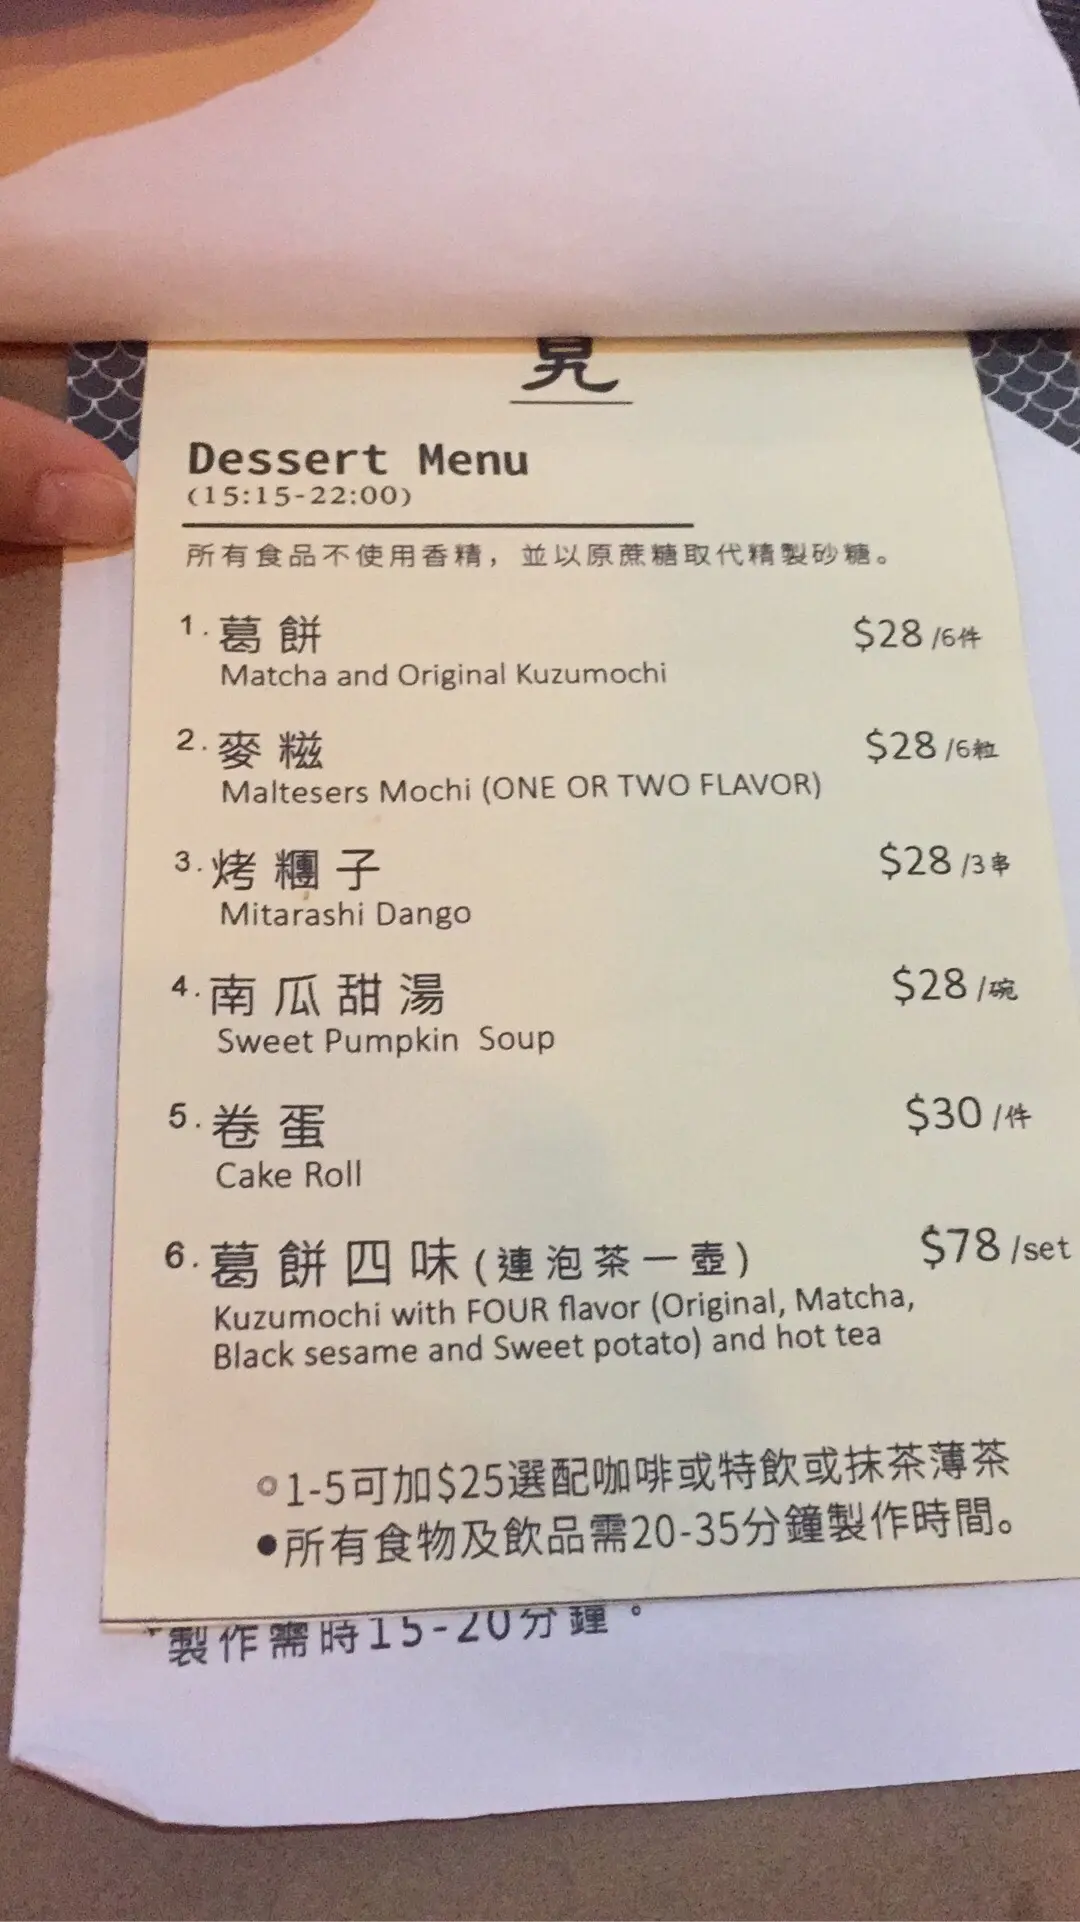 Dessert Menu
(15:15-22:00)
所有食品不使用香精，並以原蔗糖取代精製砂糖。
1. 葛餅 $28 /6件
Matcha and Original Kuzumochi
2. 麥糍 $28 /6粒
Maltesers Mochi (ONE OR TWO FLAVOR)
3. 烤糰子 $28 /3串
Mitarashi Dango
4. 南瓜甜湯 $28 /碗
Sweet Pumpkin Soup
5. 卷蛋 $30 /件
Cake Roll
6. 葛餅四味(連泡茶一壺) $78 /set
Kuzumochi with FOUR flavor (Original, Matcha,
Black sesame and Sweet potato) and hot tea
◎1-5可加$25選配咖啡或特飲或抹茶薄茶
●所有食物及飲品需20-35分鐘製作時間。
製作需時15-20分鐘。